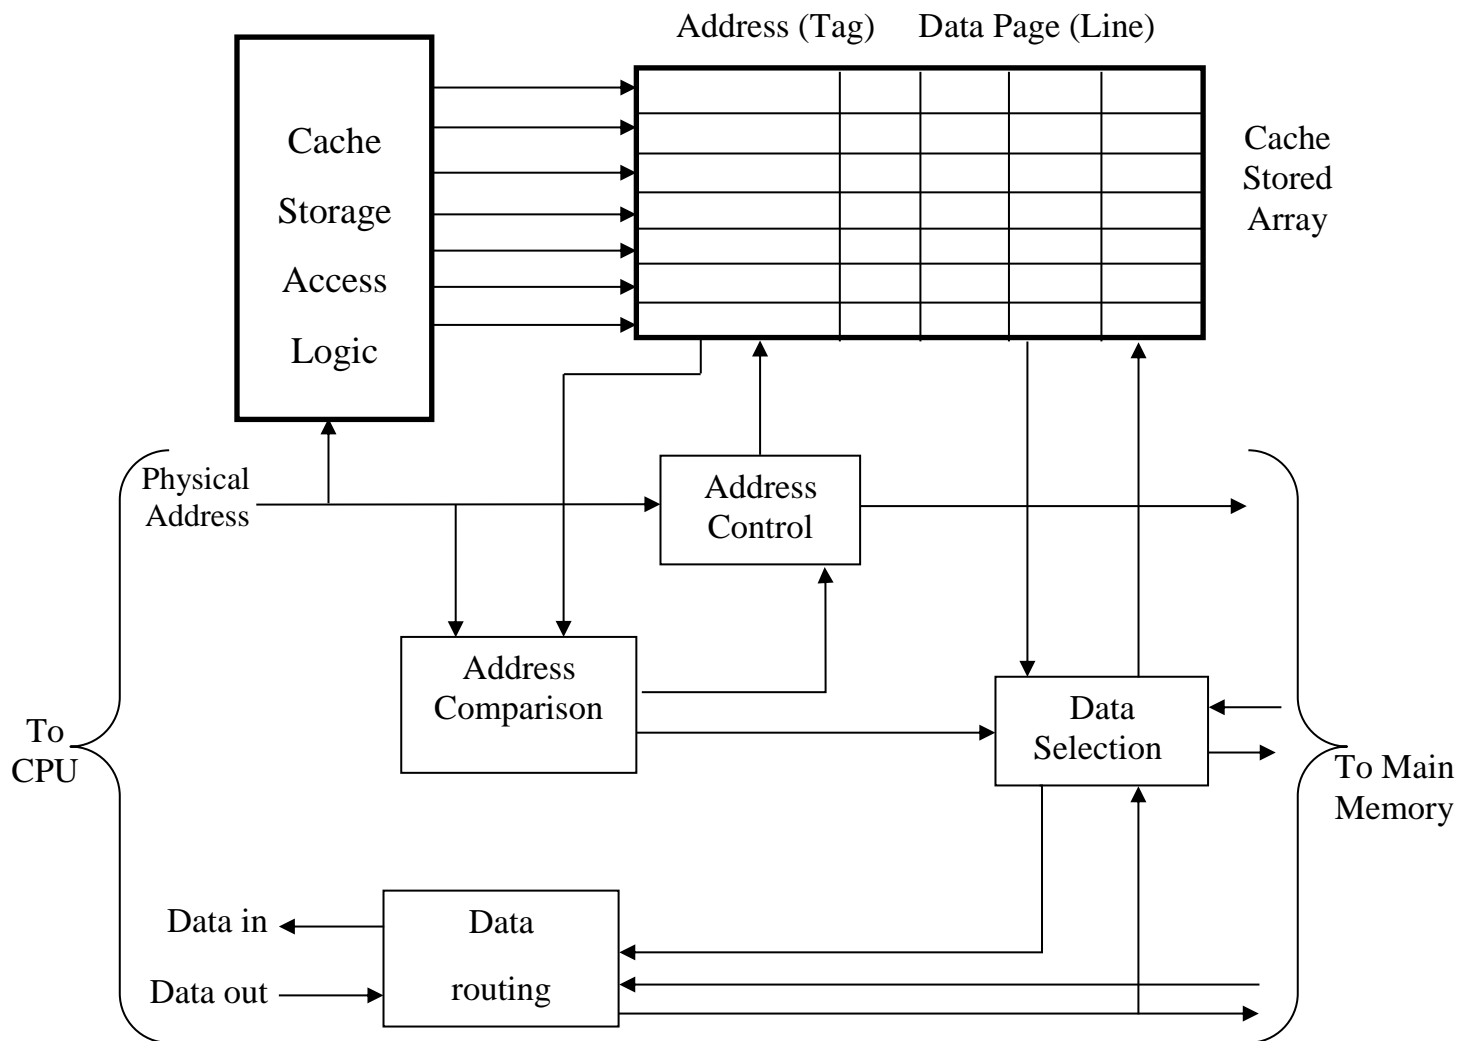 Address (Tag) Data Page (Line)
Cache
Storage
Access
Logic
Cache
Stored
Array
Physical
Address
Address
Control
Address
Comparison
Data
Selection
To
CPU
To Main
Memory
Data in
Data out
Data
routing